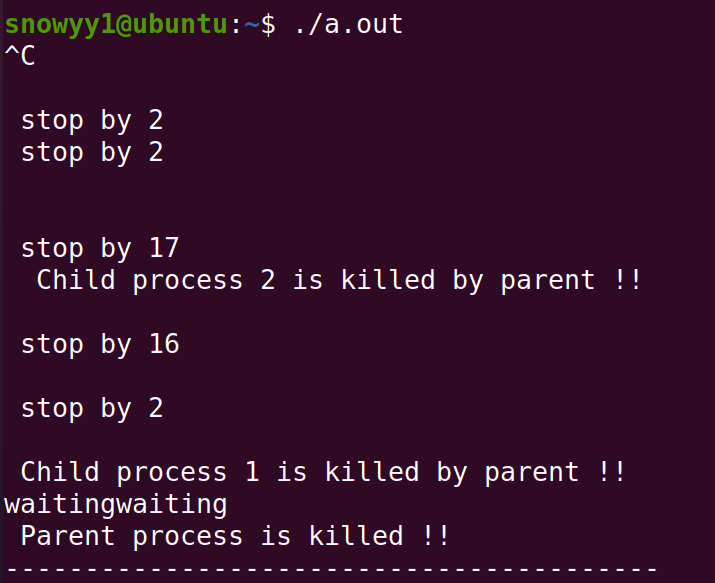 snowyy1@ubuntu:~$ ./a.out
^C
stop by 2
stop by 2
stop by 17
Child process 2 is killed by parent !!
stop by 16
stop by 2
Child process 1 is killed by parent !!
waitingwaiting
Parent process is killed !!
-----------------------------------------